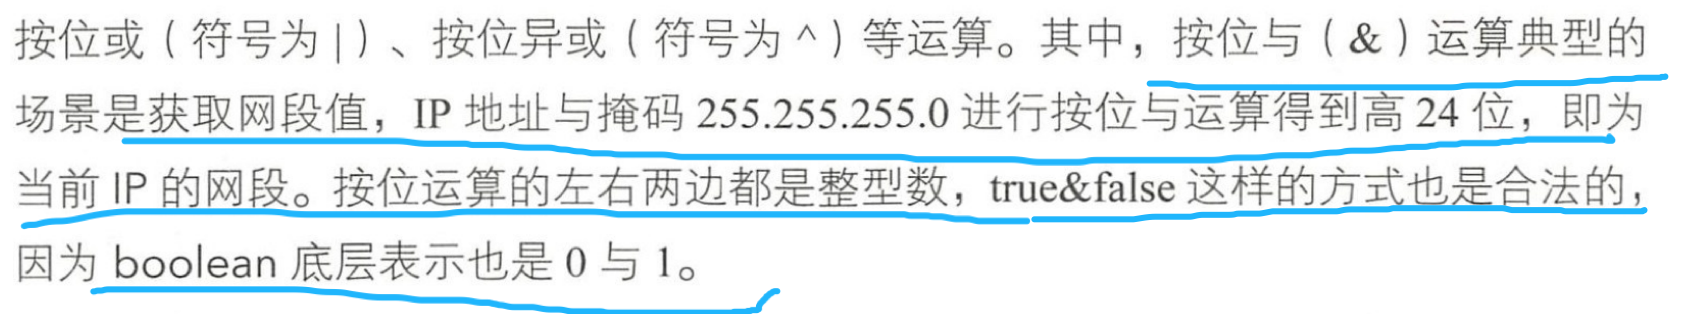 按位或（符号为 | ）、按位异或（符号为 ^ ）等运算。其中，按位与（ & ）运算典型的
场景是获取网段值，IP 地址与掩码 255.255.255.0 进行按位与运算得到高 24 位，即为
当前 IP 的网段。按位运算的左右两边都是整型数，true&false 这样的方式也是合法的，
因为 boolean 底层表示也是 0 与 1。